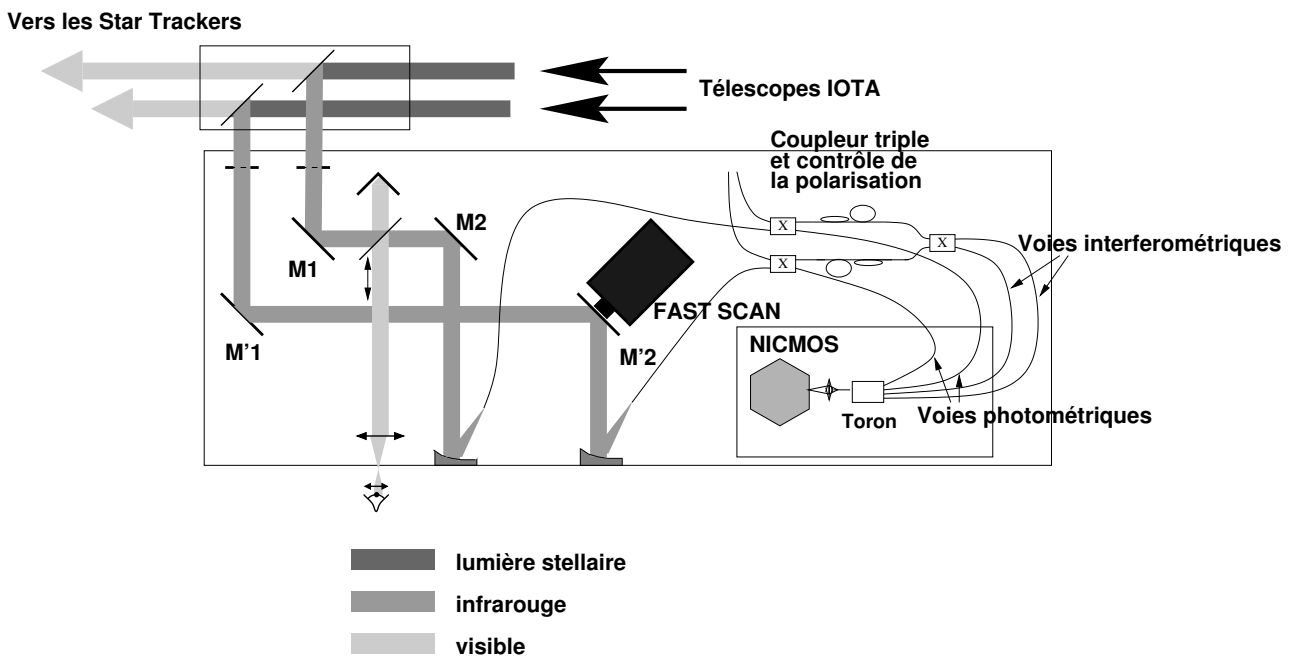 Vers les Star Trackers
Télescopes IOTA
Coupleur triple
et contrôle de
la polarisation
M2
X
X
X
Voies interferométriques
M1
FAST SCAN
M'1
M'2
NICMOS
Toron
Voies photométriques
lumière stellaire
infrarouge
visible